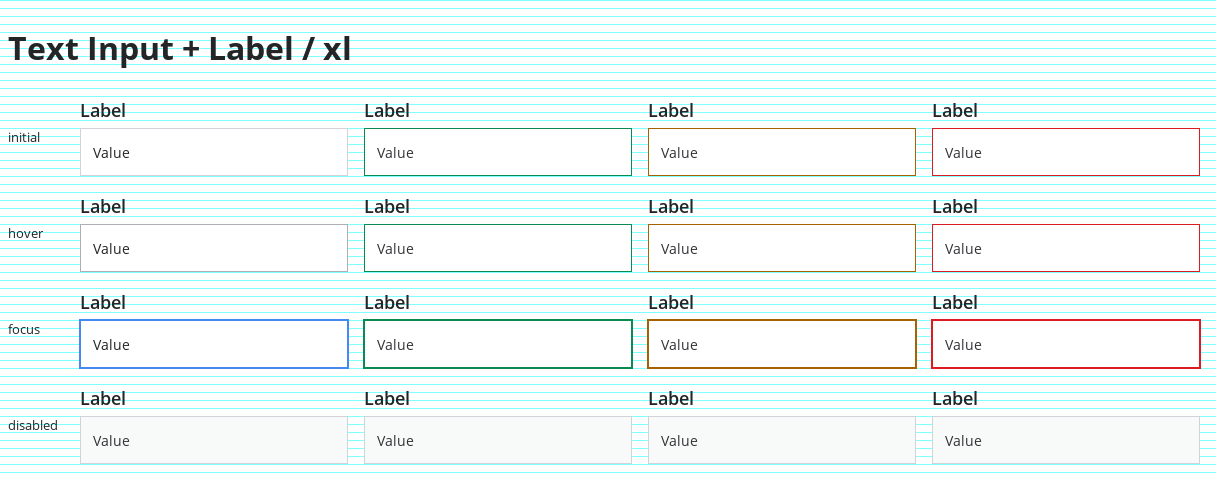 Text Input + Label / xl
Label Label Label Label
initial Value Value Value Value
Label Label Label Label
hover Value Value Value Value
Label Label Label Label
focus Value Value Value Value
Label Label Label Label
disabled Value Value Value Value